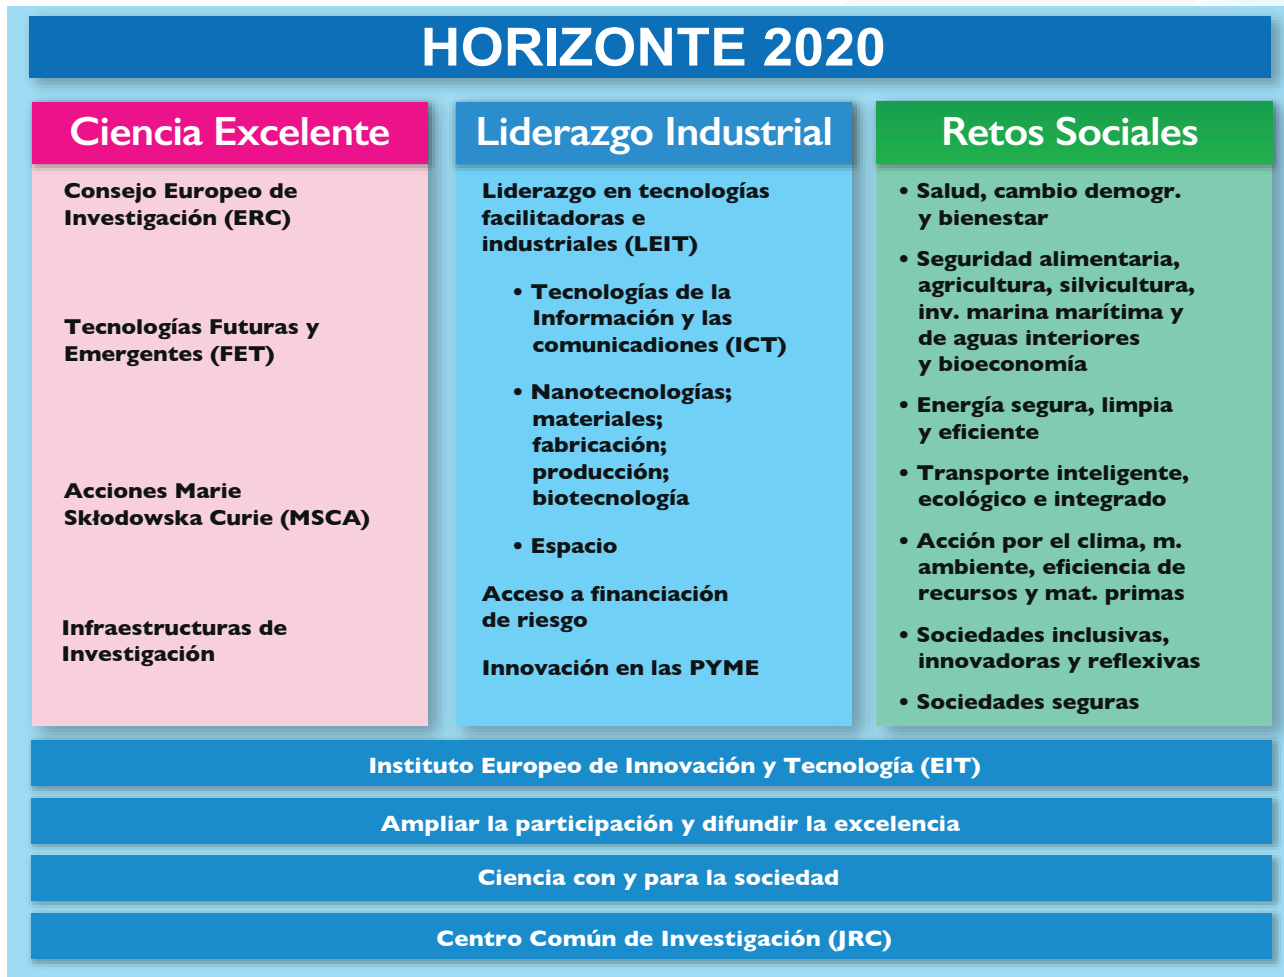 HORIZONTE 2020
Ciencia Excelente
Consejo Europeo de
Investigación (ERC)
Tecnologías Futuras y
Emergentes (FET)
Acciones Marie
Skłodowska Curie (MSCA)
Infraestructuras de
Investigación
Liderazgo Industrial
Liderazgo en tecnologías
facilitadoras e
industriales (LEIT)
• Tecnologías de la
Información y las
comunicadiones (ICT)
• Nanotecnologías;
materiales;
fabricación;
producción;
biotecnología
• Espacio
Acceso a financiación
de riesgo
Innovación en las PYME
Retos Sociales
• Salud, cambio demogr.
y bienestar
• Seguridad alimentaria,
agricultura, silvicultura,
inv. marina marítima y
de aguas interiores
y bioeconomía
• Energía segura, limpia
y eficiente
• Transporte inteligente,
ecológico e integrado
• Acción por el clima, m.
ambiente, eficiencia de
recursos y mat. primas
• Sociedades inclusivas,
innovadoras y reflexivas
• Sociedades seguras
Instituto Europeo de Innovación y Tecnología (EIT)
Ampliar la participación y difundir la excelencia
Ciencia con y para la sociedad
Centro Común de Investigación (JRC)